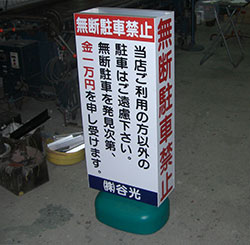 無断駐車禁止
当店ご利用の方以外の
駐車はご遠慮下さい。
無断駐車を発見次第、
金一万円を申し受けます。
㈱谷光
無断駐車禁止